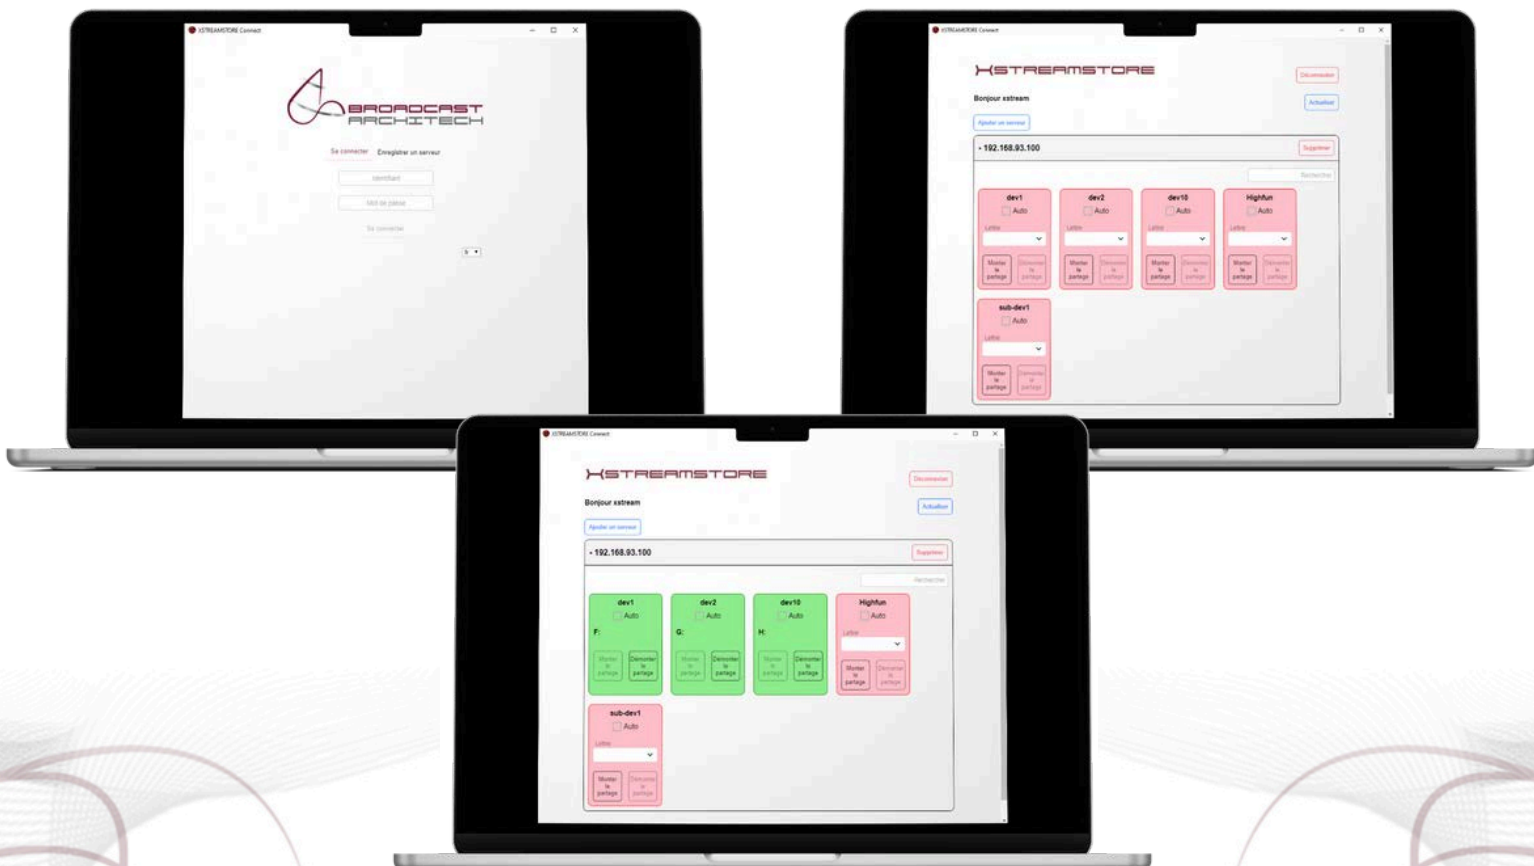 XSTREAMSTORE Connect
BROADCAST
ARCHITECH
Se connecter Enregistrer un serveur
Identifiant
Mot de passe
Se connecter
fr
XSTREAMSTORE Connect
XSTREAMSTORE
Déconnexion
Bonjour xstream
Actualiser
Ajouter un serveur
- 192.168.93.100
Supprimer
Rechercher
dev1 dev2 dev10 Highfun
Auto Auto Auto Auto
Lettre Lettre Lettre Lettre
Monter le partage Démonter le partage Monter le partage Démonter le partage Monter le partage Démonter le partage Monter le partage Démonter le partage
sub-dev1
Auto
Lettre
Monter le partage Démonter le partage
XSTREAMSTORE Connect
XSTREAMSTORE
Déconnexion
Bonjour xstream
Actualiser
Ajouter un serveur
- 192.168.93.100
Supprimer
Rechercher
dev1 dev2 dev10 Highfun
Auto Auto Auto Auto
F: G: H: Lettre
Monter le partage Démonter le partage Monter le partage Démonter le partage Monter le partage Démonter le partage Monter le partage Démonter le partage
sub-dev1
Auto
Lettre
Monter le partage Démonter le partage